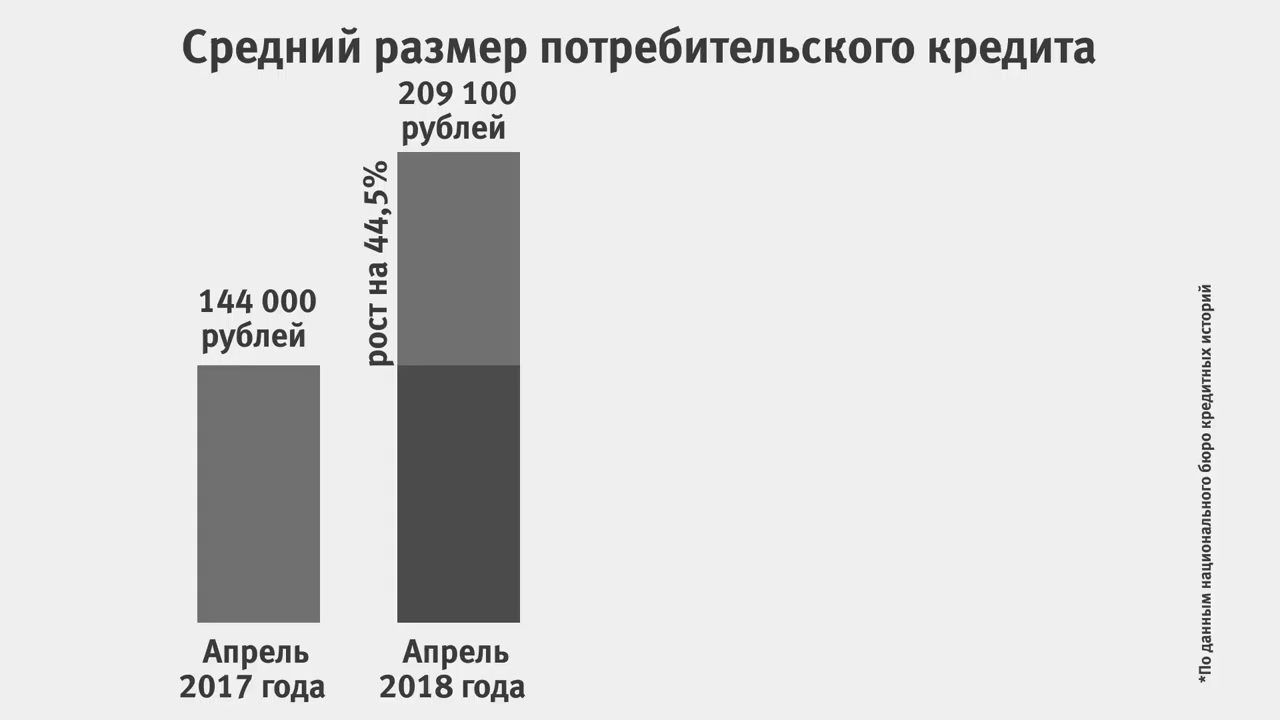 Средний размер потребительского кредита
209 100
рублей
рост на 44,5%
144 000
рублей
Апрель
2017 года
Апрель
2018 года
*По данным национального бюро кредитных историй